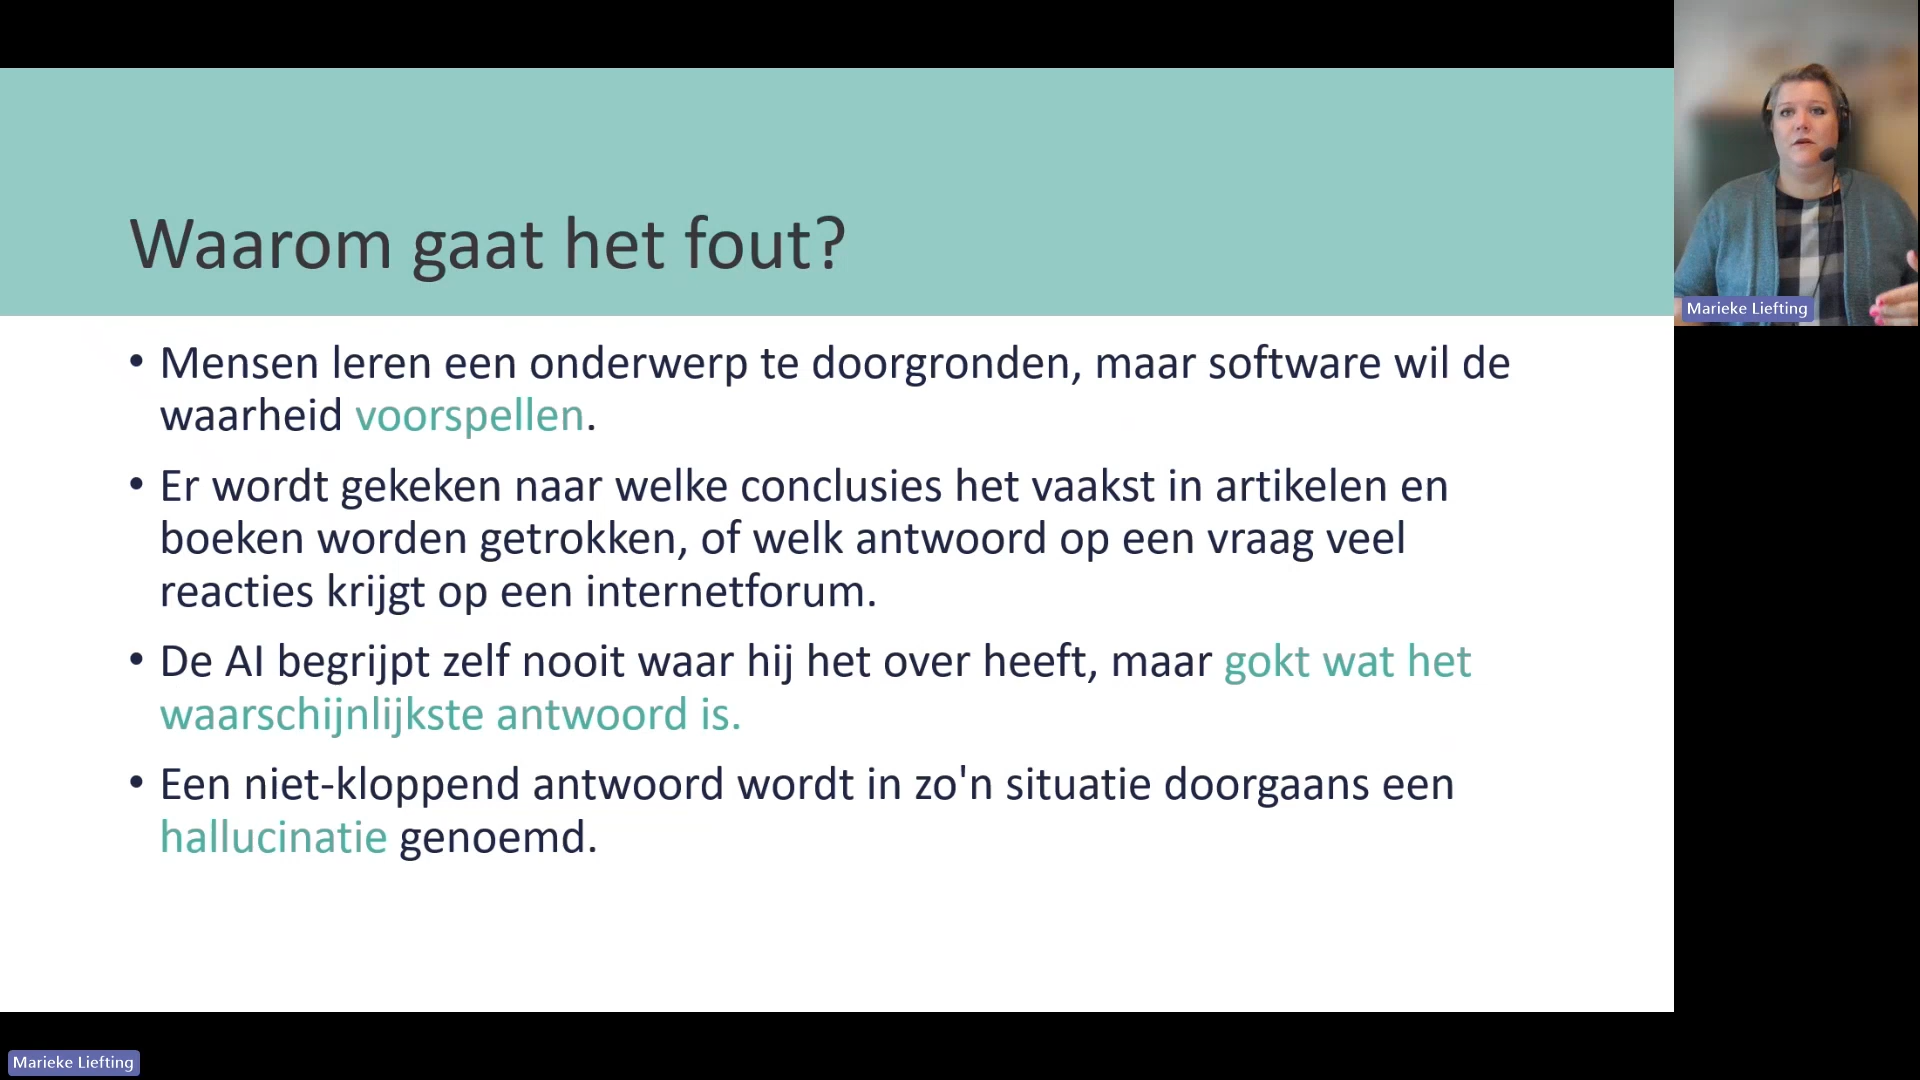 Waarom gaat het fout?
• Mensen leren een onderwerp te doorgronden, maar software wil de
waarheid voorspellen.
• Er wordt gekeken naar welke conclusies het vaakst in artikelen en
boeken worden getrokken, of welk antwoord op een vraag veel
reacties krijgt op een internetforum.
• De AI begrijpt zelf nooit waar hij het over heeft, maar gokt wat het
waarschijnlijkste antwoord is.
• Een niet-kloppend antwoord wordt in zo'n situatie doorgaans een
hallucinatie genoemd.
Marieke Liefting
Marieke Liefting